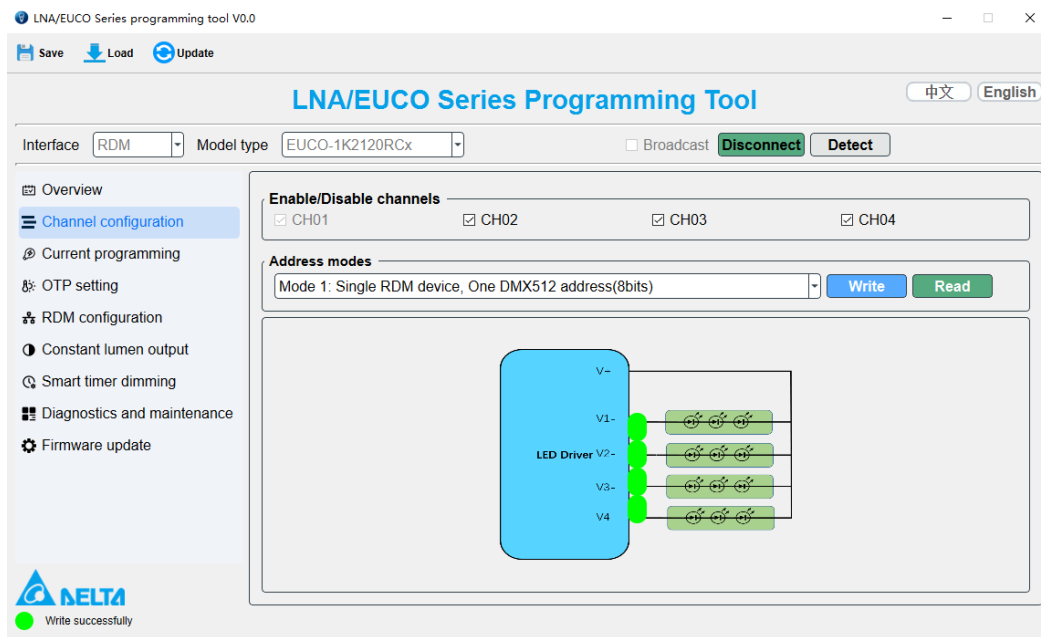 LNA/EUCO Series programming tool V0.0
Save Load Update
LNA/EUCO Series Programming Tool
中文 English
Interface RDM Model type EUCO-1K2120RCx Broadcast Disconnect Detect
Overview
Channel configuration
Current programming
OTP setting
RDM configuration
Constant lumen output
Smart timer dimming
Diagnostics and maintenance
Firmware update
Enable/Disable channels
CH01 CH02 CH03 CH04
Address modes
Mode 1: Single RDM device, One DMX512 address(8bits) Write Read
V-
V1-
LED Driver V2-
V3-
V4
DELTA
Write successfully